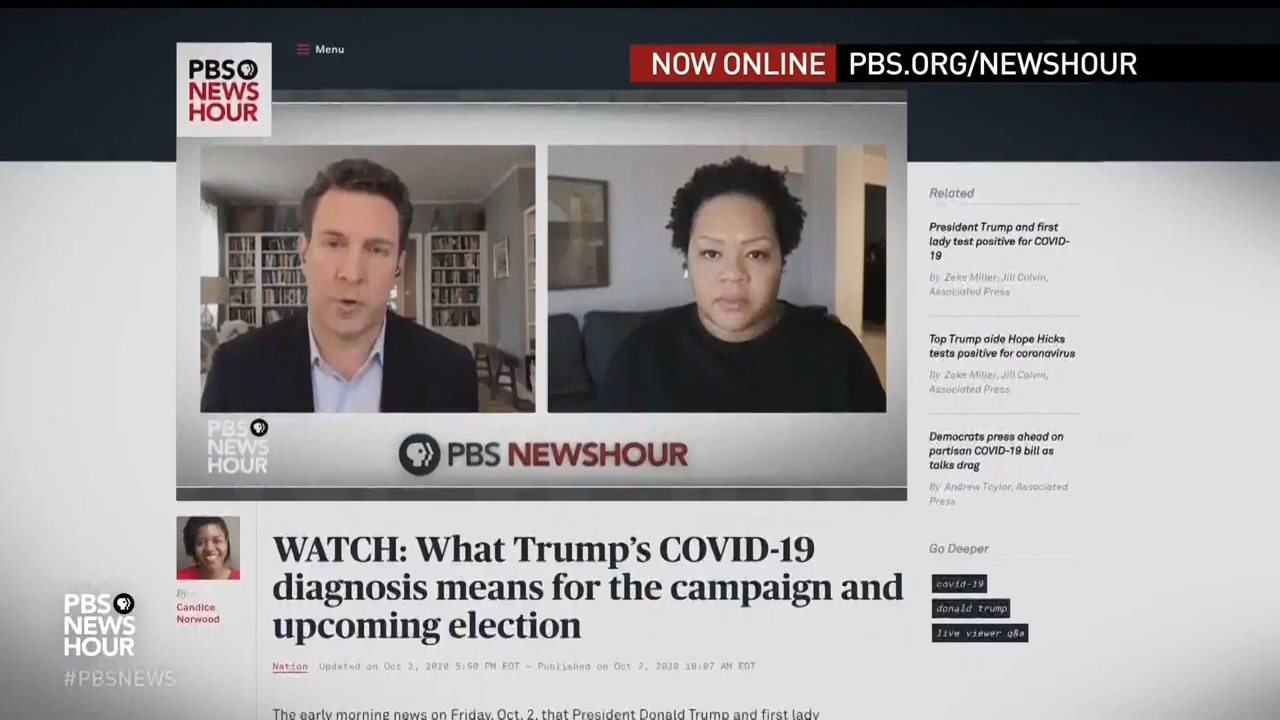 PBS
NEWS
HOUR
Menu
NOW ONLINE PBS.ORG/NEWSHOUR
PBS
NEWS
HOUR
PBS NEWSHOUR
Related
President Trump and first
lady test positive for COVID-
19
By Zeke Miller, Jill Colvin,
Associated Press
Top Trump aide Hope Hicks
tests positive for coronavirus
By Zeke Miller, Jill Colvin,
Associated Press
Democrats press ahead on
partisan COVID-19 bill as
talks drag
By Andrew Taylor, Associated
Press
Go Deeper
covid-19
donald trump
live viewer q&a
By –
Candice
Norwood
WATCH: What Trump's COVID-19
diagnosis means for the campaign and
upcoming election
Nation Updated on Oct 2, 2020 5:50 PM EDT – Published on Oct 2, 2020 10:07 AM EDT
The early morning news on Friday, Oct. 2, that President Donald Trump and first lady
PBS
NEWS
HOUR
#PBSNEWS